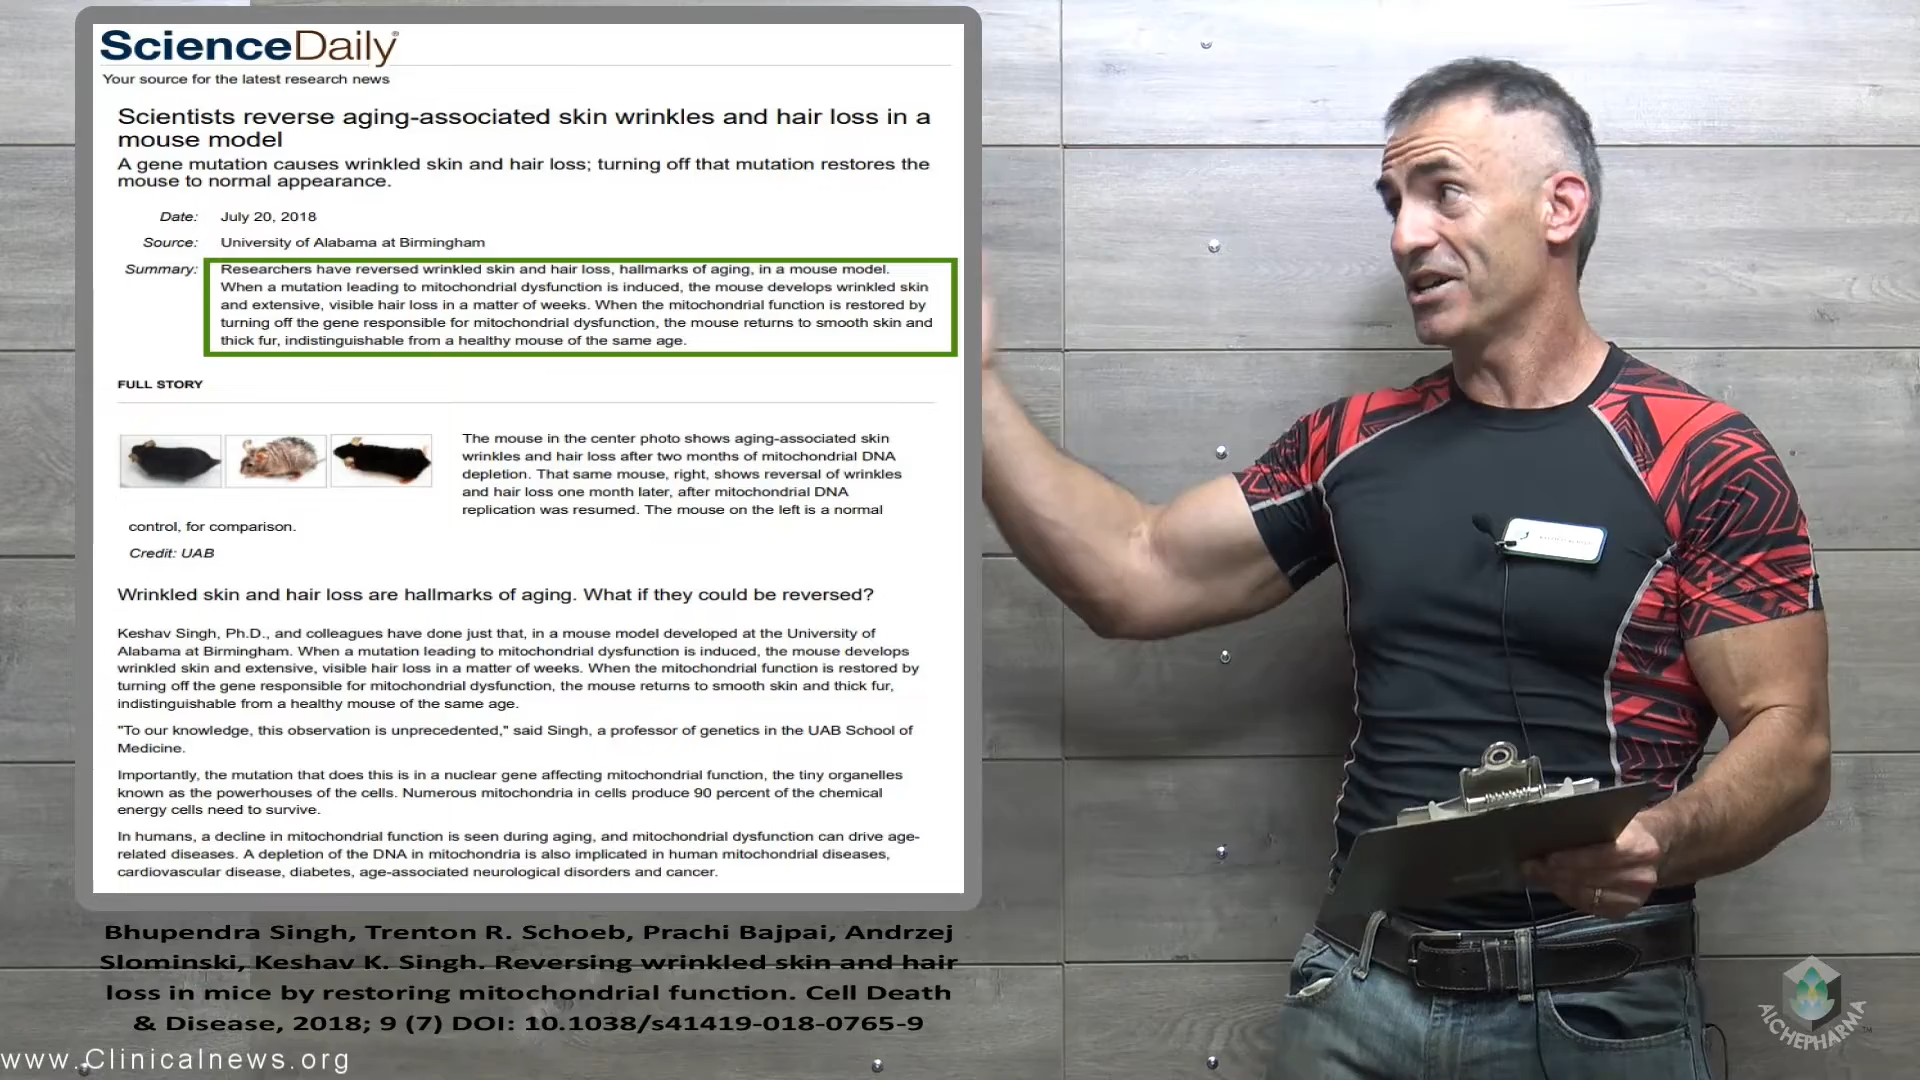 ScienceDaily®
Your source for the latest research news
Scientists reverse aging-associated skin wrinkles and hair loss in a
mouse model
A gene mutation causes wrinkled skin and hair loss; turning off that mutation restores the
mouse to normal appearance.
Date: July 20, 2018
Source: University of Alabama at Birmingham
Summary: Researchers have reversed wrinkled skin and hair loss, hallmarks of aging, in a mouse model.
When a mutation leading to mitochondrial dysfunction is induced, the mouse develops wrinkled skin
and extensive, visible hair loss in a matter of weeks. When the mitochondrial function is restored by
turning off the gene responsible for mitochondrial dysfunction, the mouse returns to smooth skin and
thick fur, indistinguishable from a healthy mouse of the same age.
FULL STORY
The mouse in the center photo shows aging-associated skin
wrinkles and hair loss after two months of mitochondrial DNA
depletion. That same mouse, right, shows reversal of wrinkles
and hair loss one month later, after mitochondrial DNA
replication was resumed. The mouse on the left is a normal
control, for comparison.
Credit: UAB
Wrinkled skin and hair loss are hallmarks of aging. What if they could be reversed?
Keshav Singh, Ph.D., and colleagues have done just that, in a mouse model developed at the University of
Alabama at Birmingham. When a mutation leading to mitochondrial dysfunction is induced, the mouse develops
wrinkled skin and extensive, visible hair loss in a matter of weeks. When the mitochondrial function is restored by
turning off the gene responsible for mitochondrial dysfunction, the mouse returns to smooth skin and thick fur,
indistinguishable from a healthy mouse of the same age.
"To our knowledge, this observation is unprecedented," said Singh, a professor of genetics in the UAB School of
Medicine.
Importantly, the mutation that does this is in a nuclear gene affecting mitochondrial function, the tiny organelles
known as the powerhouses of the cells. Numerous mitochondria in cells produce 90 percent of the chemical
energy cells need to survive.
In humans, a decline in mitochondrial function is seen during aging, and mitochondrial dysfunction can drive age-
related diseases. A depletion of the DNA in mitochondria is also implicated in human mitochondrial diseases,
cardiovascular disease, diabetes, age-associated neurological disorders and cancer.
Bhupendra Singh, Trenton R. Schoeb, Prachi Bajpai, Andrzej
Slominski, Keshav K. Singh. Reversing wrinkled skin and hair
loss in mice by restoring mitochondrial function. Cell Death
& Disease, 2018; 9 (7) DOI: 10.1038/s41419-018-0765-9
www.Clinicalnews.org
ALCHEPHARMA™